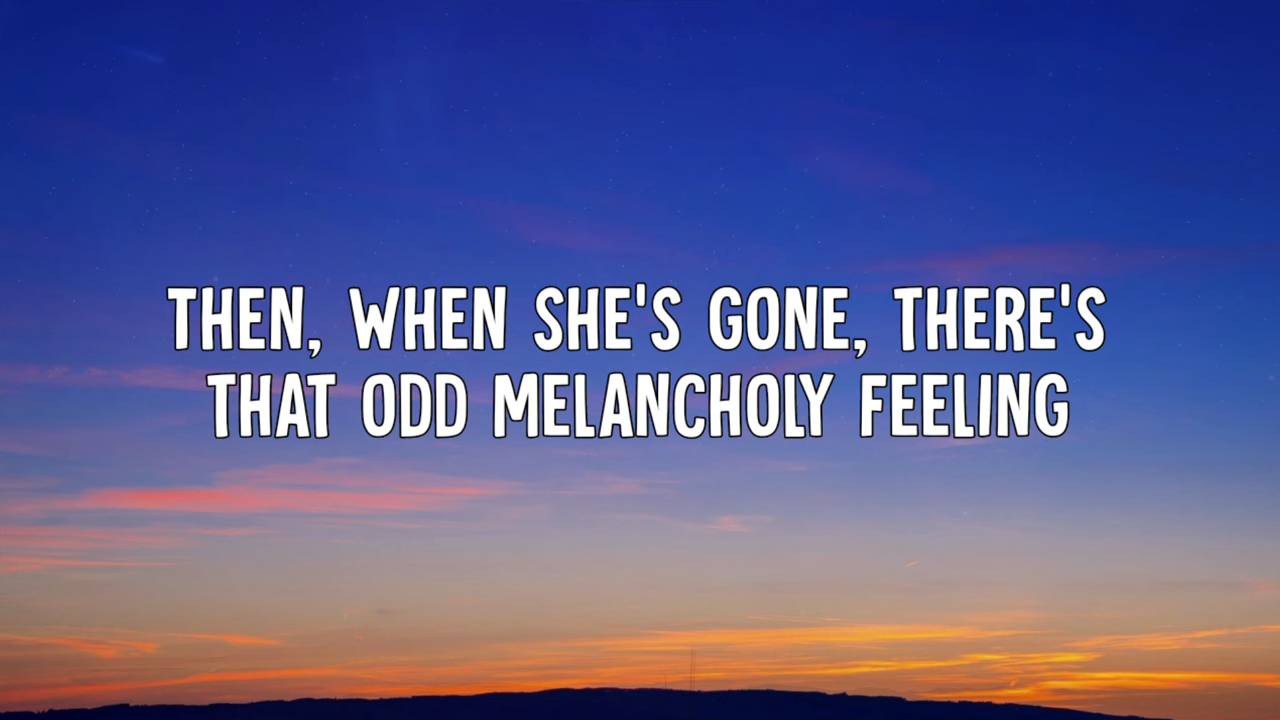 THEN, WHEN SHE'S GONE, THERE'S
THAT ODD MELANCHOLY FEELING